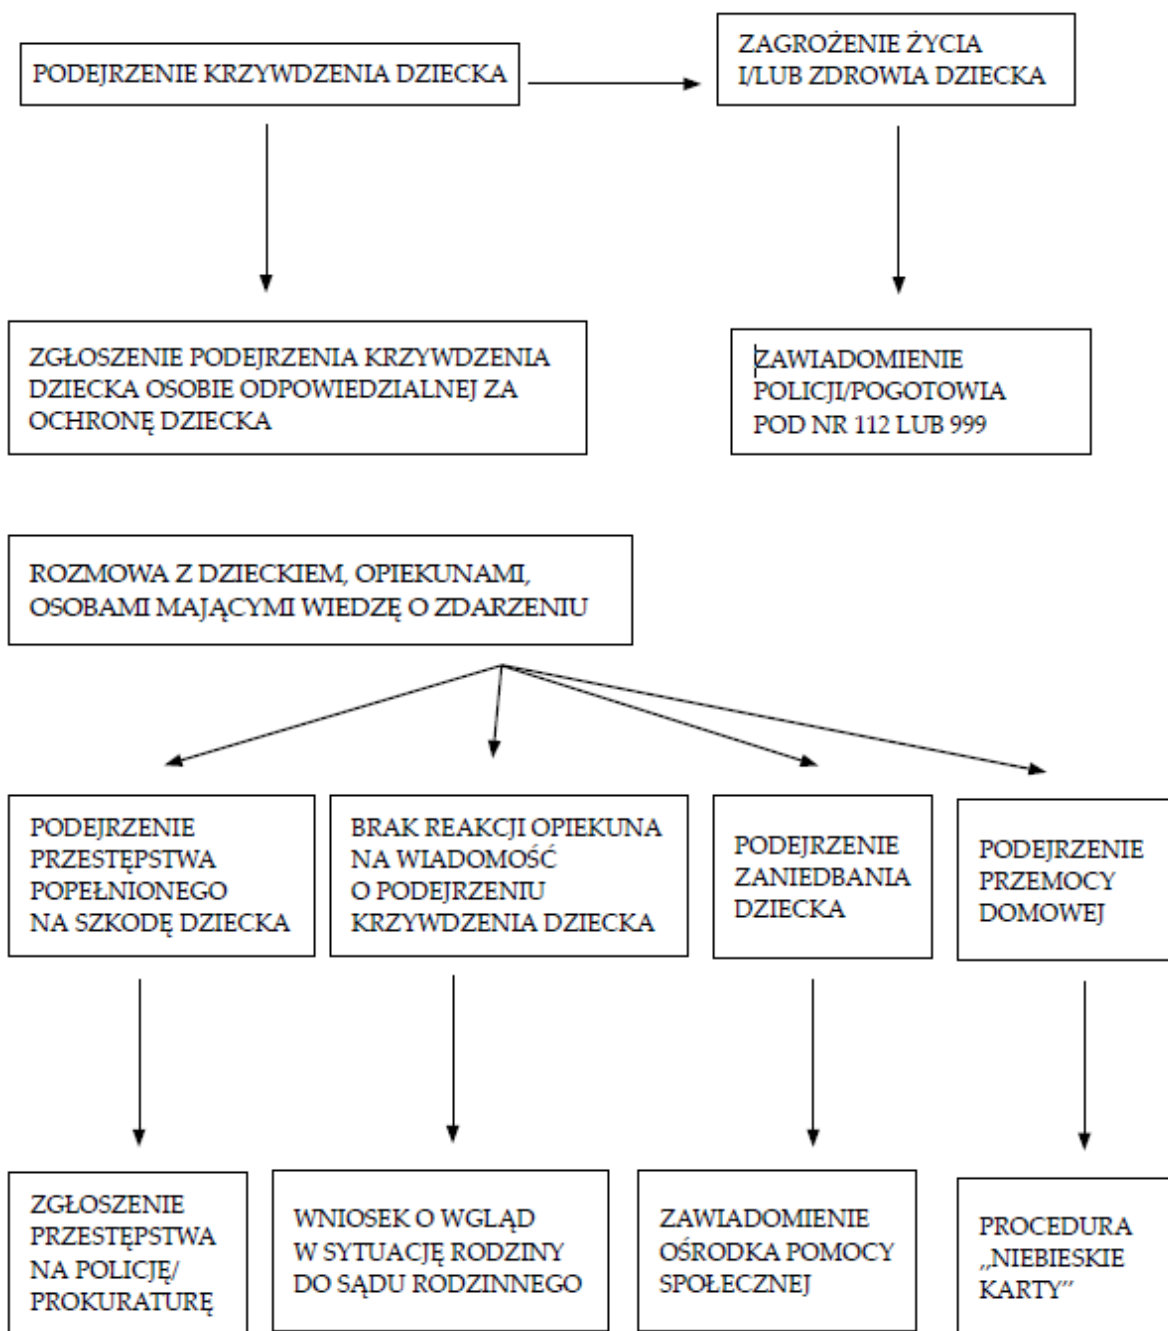 PODEJRZENIE KRZYWDZENIA DZIECKA
ZAGROŻENIE ŻYCIA
I/LUB ZDROWIA DZIECKA
ZGŁOSZENIE PODEJRZENIA KRZYWDZENIA
DZIECKA OSOBIE ODPOWIEDZIALNEJ ZA
OCHRONĘ DZIECKA
ZAWIADOMIENIE
POLICJI/POGOTOWIA
POD NR 112 LUB 999
ROZMOWA Z DZIECKIEM, OPIEKUNAMI,
OSOBAMI MAJĄCYMI WIEDZĘ O ZDARZENIU
PODEJRZENIE
PRZESTĘPSTWA
POPEŁNIONEGO
NA SZKODĘ DZIECKA
BRAK REAKCJI OPIEKUNA
NA WIADOMOŚĆ
O PODEJRZENIU
KRZYWDZENIA DZIECKA
PODEJRZENIE
ZANIEDBANIA
DZIECKA
PODEJRZENIE
PRZEMOCY
DOMOWEJ
ZGŁOSZENIE
PRZESTĘPSTWA
NA POLICJĘ/
PROKURATURĘ
WNIOSEK O WGLĄD
W SYTUACJĘ RODZINY
DO SĄDU RODZINNEGO
ZAWIADOMIENIE
OŚRODKA POMOCY
SPOŁECZNEJ
PROCEDURA
,,NIEBIESKIE
KARTY"